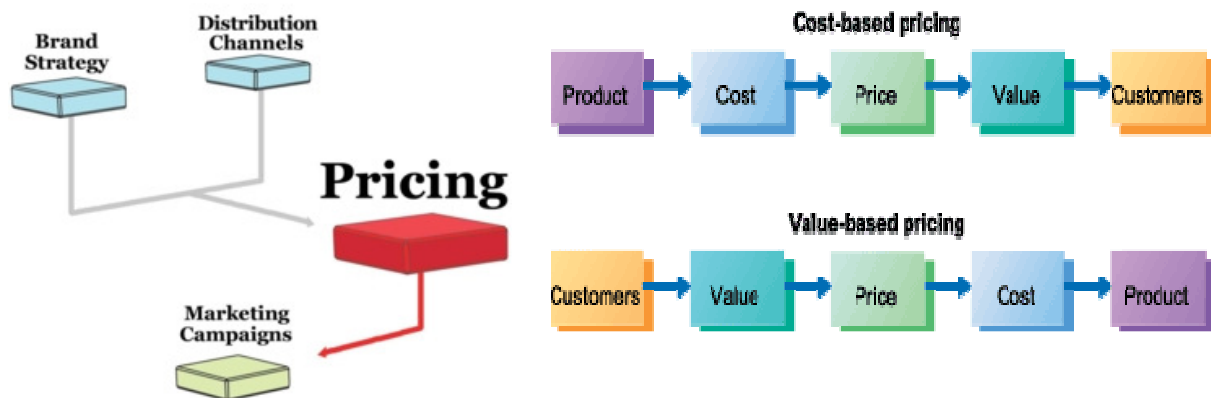 Brand
Strategy
Distribution
Channels
Pricing
Marketing
Campaigns
Cost-based pricing
Product Cost Price Value Customers
Value-based pricing
Customers Value Price Cost Product